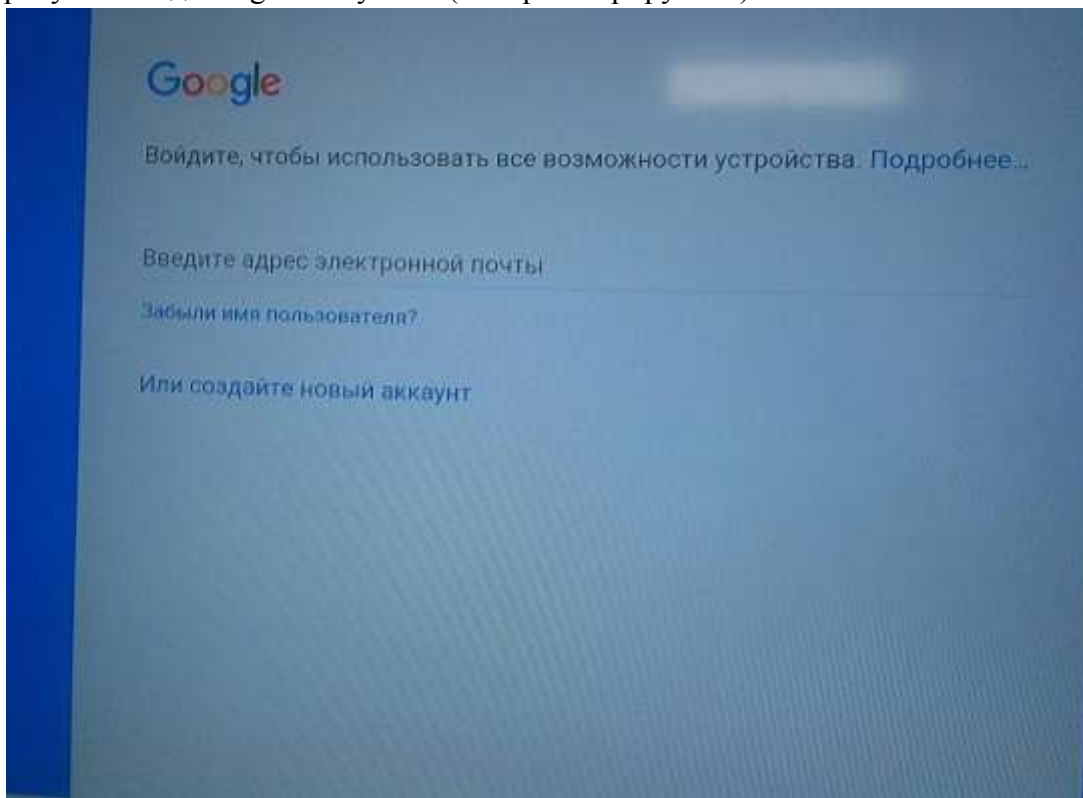 Google
Войдите, чтобы использовать все возможности устройства. Подробнее...
Введите адрес электронной почты
Забыли имя пользователя?
Или создайте новый аккаунт